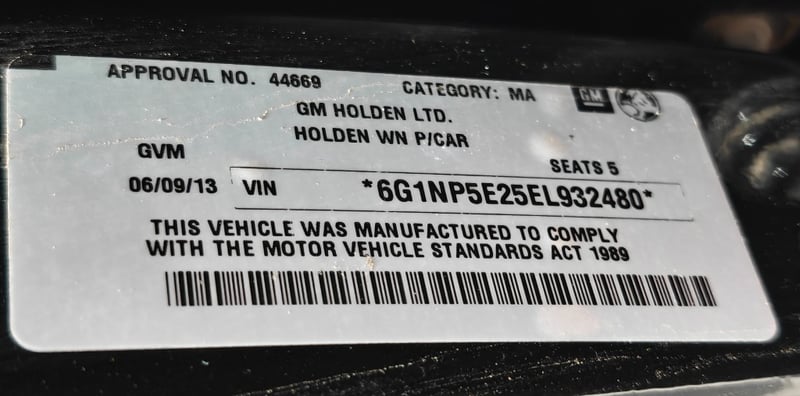 APPROVAL NO. 44669 CATEGORY: MA GM
GM HOLDEN LTD.
HOLDEN WN P/CAR
GVM SEATS 5
06/09/13 VIN *6G1NP5E25EL932480*
THIS VEHICLE WAS MANUFACTURED TO COMPLY
WITH THE MOTOR VEHICLE STANDARDS ACT 1989